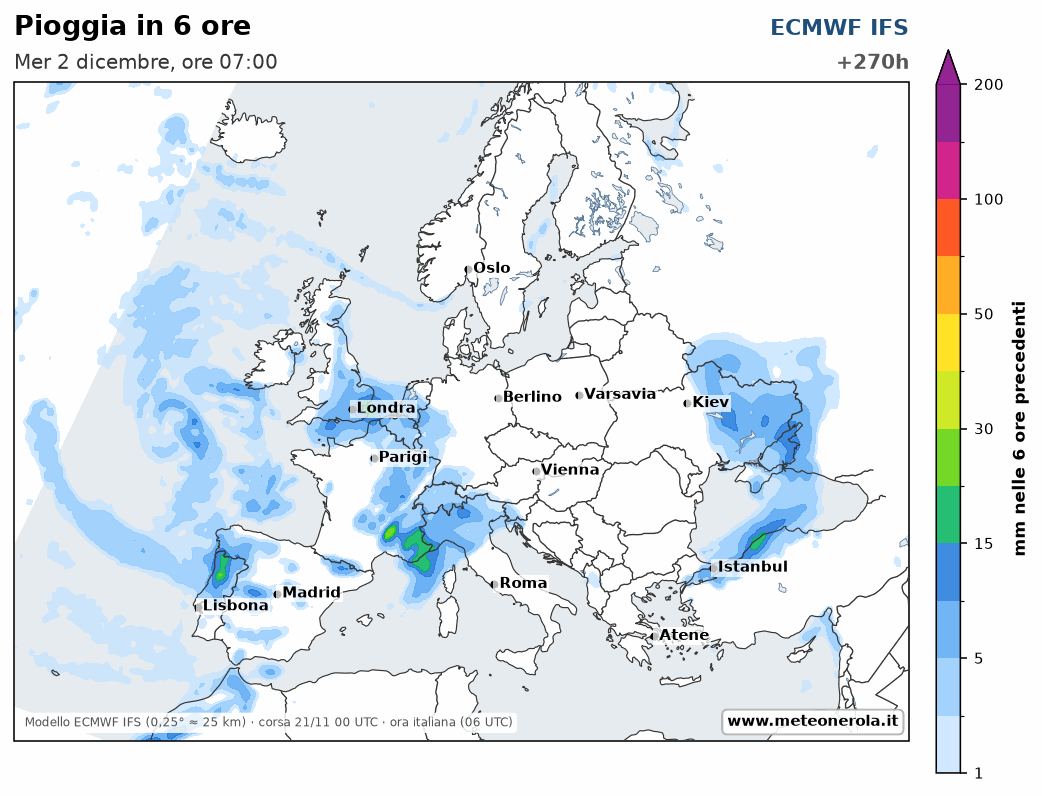 Pioggia in 6 ore
ECMWF IFS
Mer 2 dicembre, ore 07:00
+270h
200
100
50
30
15
5
1
mm nelle 6 ore precedenti
Oslo
Berlino
Varsavia
Kiev
Londra
Parigi
Vienna
Istanbul
Roma
Madrid
Lisbona
Atene
Modello ECMWF IFS (0,25° ≈ 25 km) · corsa 21/11 00 UTC · ora italiana (06 UTC)
www.meteonerola.it